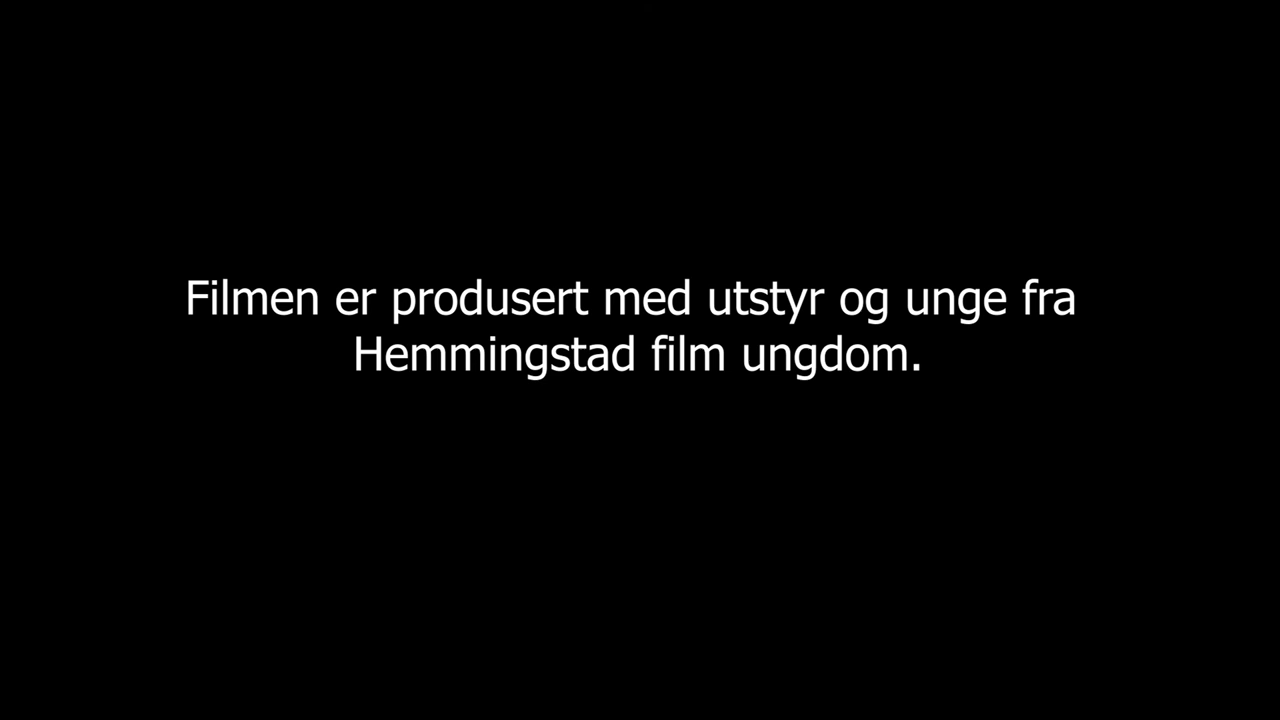 Filmen er produsert med utstyr og unge fra
Hemmingstad film ungdom.